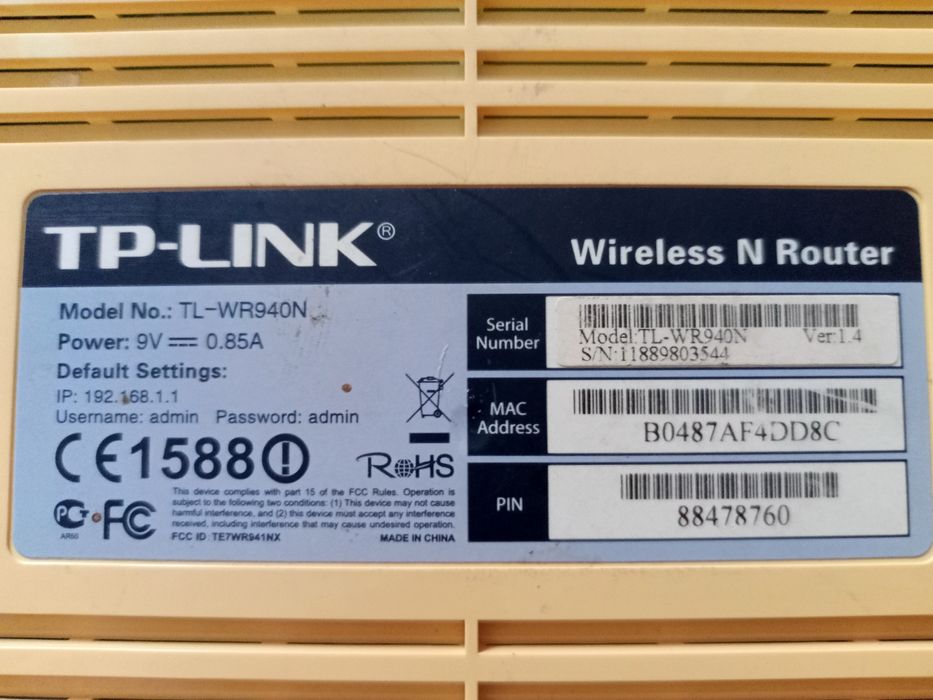 TP-LINK®
Wireless N Router
Model No.: TL-WR940N
Power: 9V 0.85A
Default Settings:
IP: 192.168.1.1
Username: admin Password: admin
CE1588
RoHS
PCT
AR50
FC
This device complies with part 15 of the FCC Rules. Operation is
subject to the following two conditions: (1) This device may not cause
harmful interference, and (2) this device must accept any interference
received, including interference that may cause undesired operation.
FCC ID: TE7WR941NX MADE IN CHINA
Serial
Number
Model:TL-WR940N Ver:1.4
S/N:11889803544
MAC
Address
B0487AF4DD8C
PIN
88478760